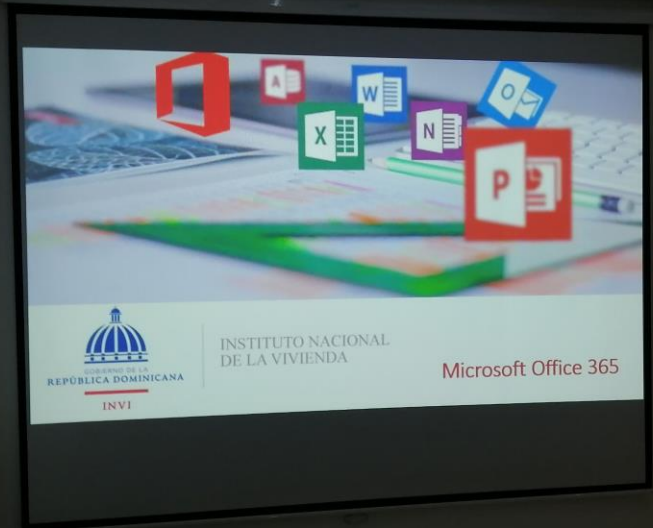 A
W
O
X
N
P
GOBIERNO DE LA
REPÚBLICA DOMINICANA
INVI
INSTITUTO NACIONAL
DE LA VIVIENDA
Microsoft Office 365